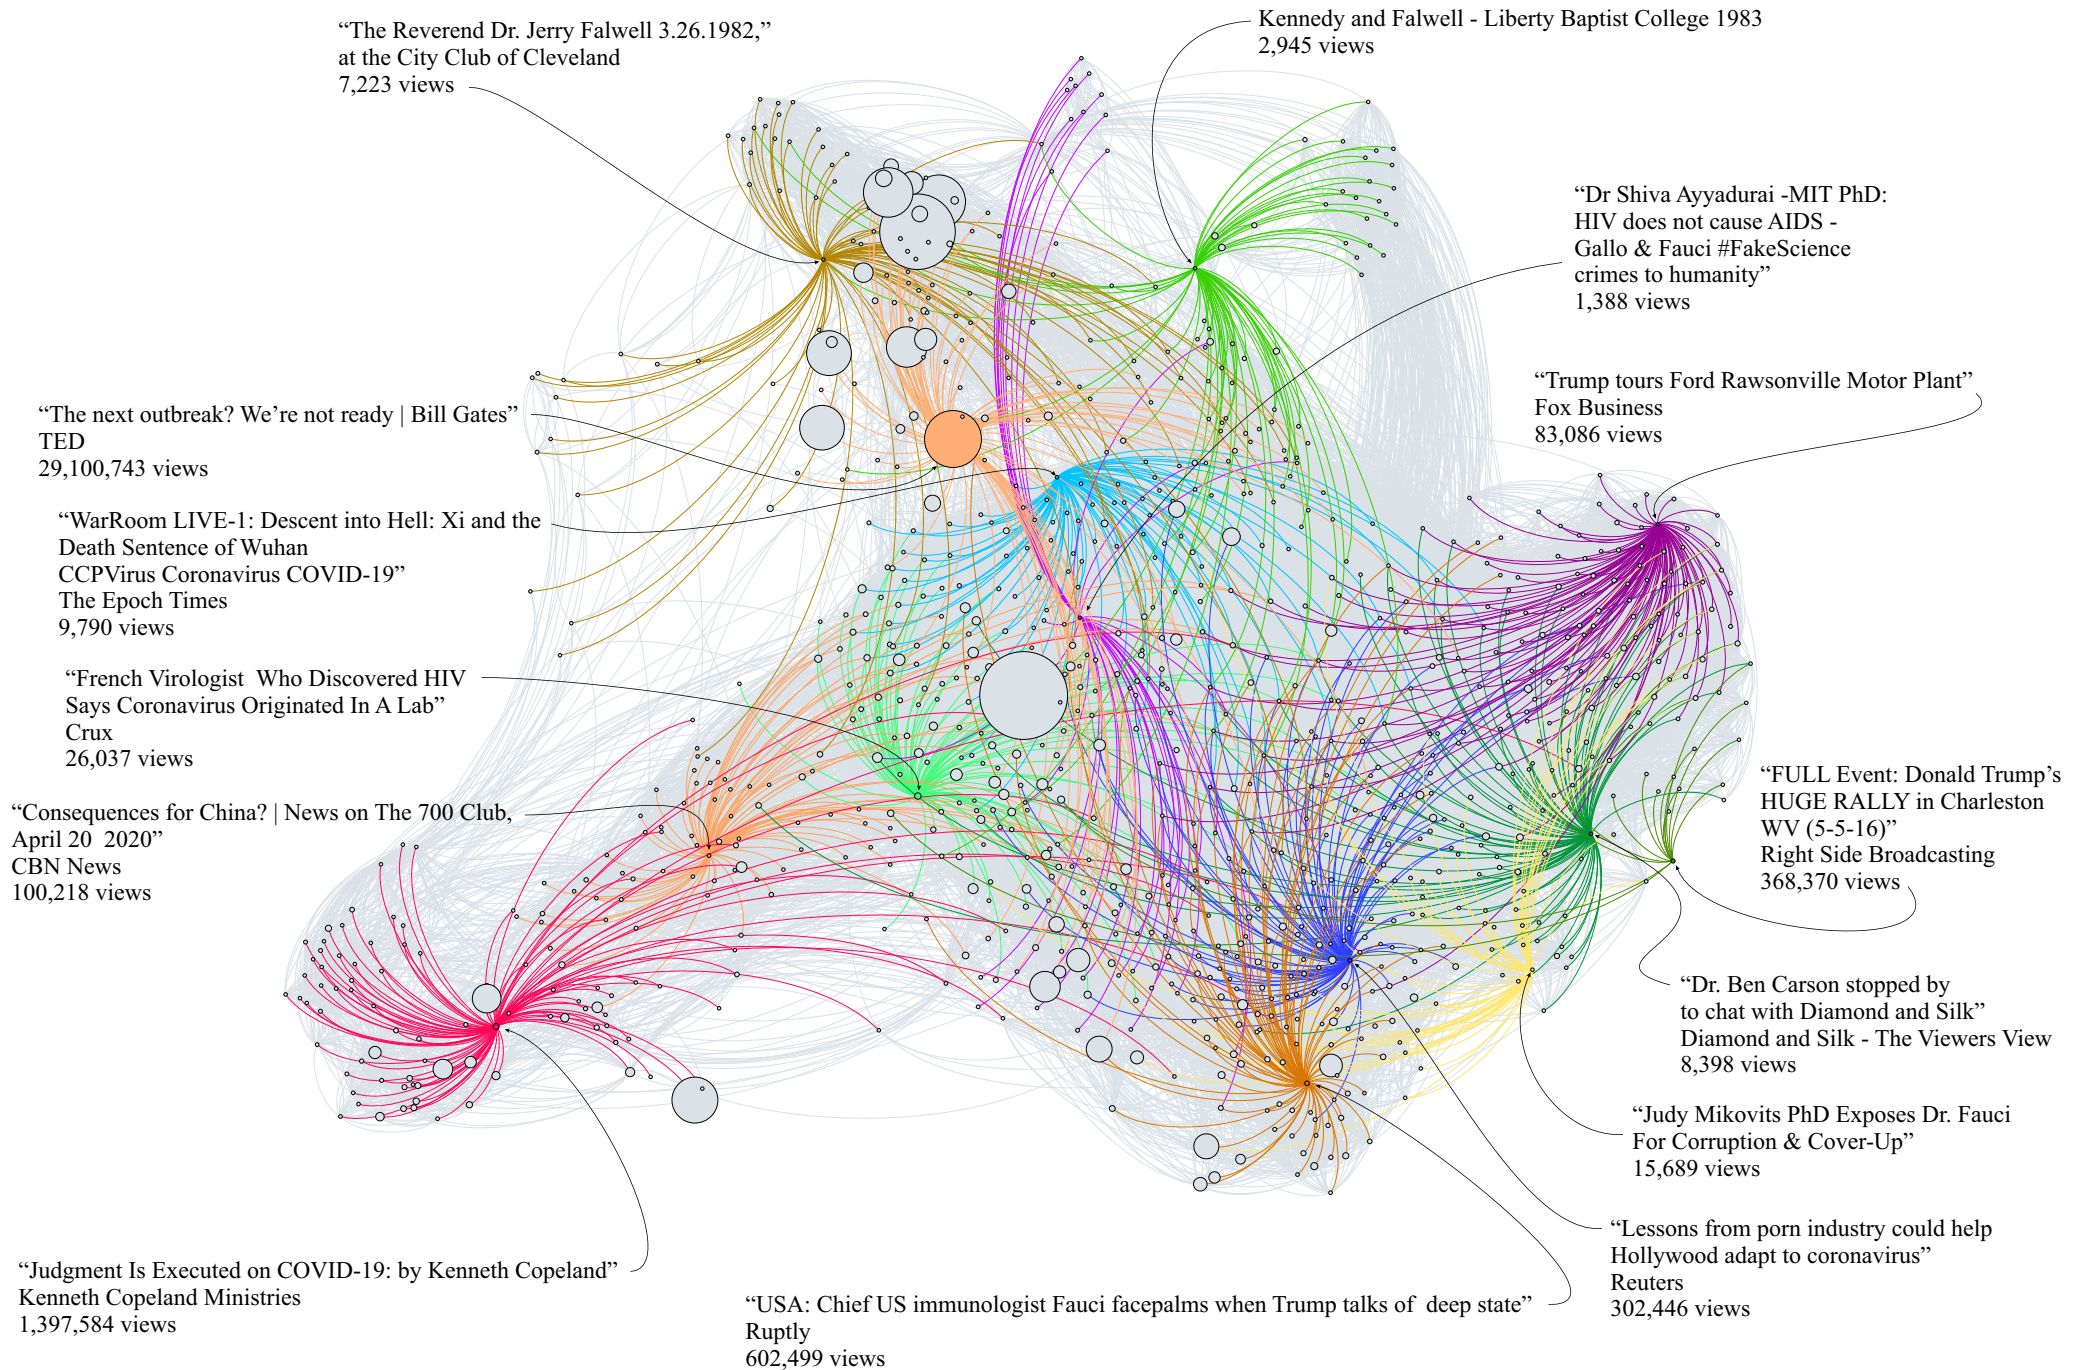 “The Reverend Dr. Jerry Falwell 3.26.1982,”
at the City Club of Cleveland
7,223 views
Kennedy and Falwell - Liberty Baptist College 1983
2,945 views
“Dr Shiva Ayyadurai -MIT PhD:
HIV does not cause AIDS -
Gallo & Fauci #FakeScience
crimes to humanity”
1,388 views
“Trump tours Ford Rawsonville Motor Plant”
Fox Business
83,086 views
“The next outbreak? We’re not ready | Bill Gates”
TED
29,100,743 views
“WarRoom LIVE-1: Descent into Hell: Xi and the
Death Sentence of Wuhan
CCPVirus Coronavirus COVID-19”
The Epoch Times
9,790 views
“French Virologist  Who Discovered HIV
Says Coronavirus Originated In A Lab”
Crux
26,037 views
“Consequences for China? | News on The 700 Club,
April 20  2020”
CBN News
100,218 views
“FULL Event: Donald Trump’s
HUGE RALLY in Charleston
WV (5-5-16)”
Right Side Broadcasting
368,370 views
“Dr. Ben Carson stopped by
to chat with Diamond and Silk”
Diamond and Silk - The Viewers View
8,398 views
“Judy Mikovits PhD Exposes Dr. Fauci
For Corruption & Cover-Up”
15,689 views
“Lessons from porn industry could help
Hollywood adapt to coronavirus”
Reuters
302,446 views
“Judgment Is Executed on COVID-19: by Kenneth Copeland”
Kenneth Copeland Ministries
1,397,584 views
“USA: Chief US immunologist Fauci facepalms when Trump talks of  deep state”
Ruptly
602,499 views